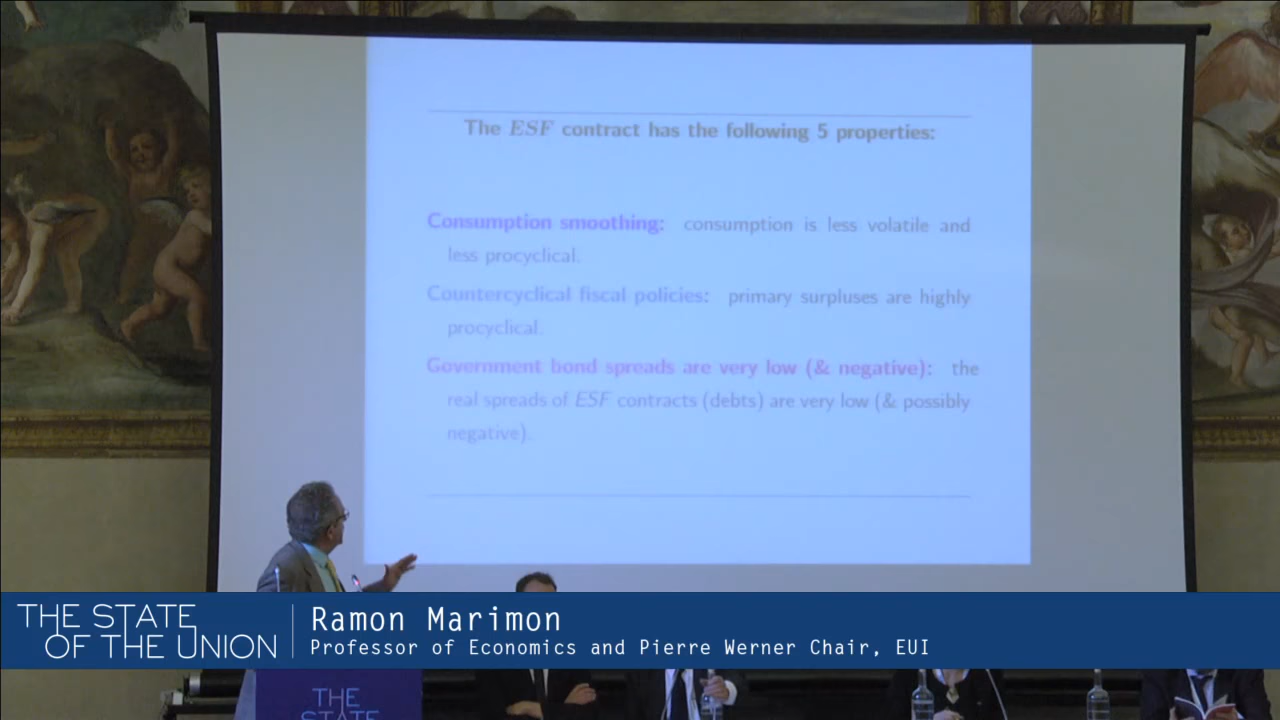 The ESF contract has the following 5 properties:
Consumption smoothing: consumption is less volatile and
less procyclical.
Countercyclical fiscal policies: primary surpluses are highly
procyclical.
Government bond spreads are very low (& negative): the
real spreads of ESF contracts (debts) are very low (& possibly
negative).
THE STATE
OF THE UNION
Ramon Marimon
Professor of Economics and Pierre Werner Chair, EUI
THE
STATE